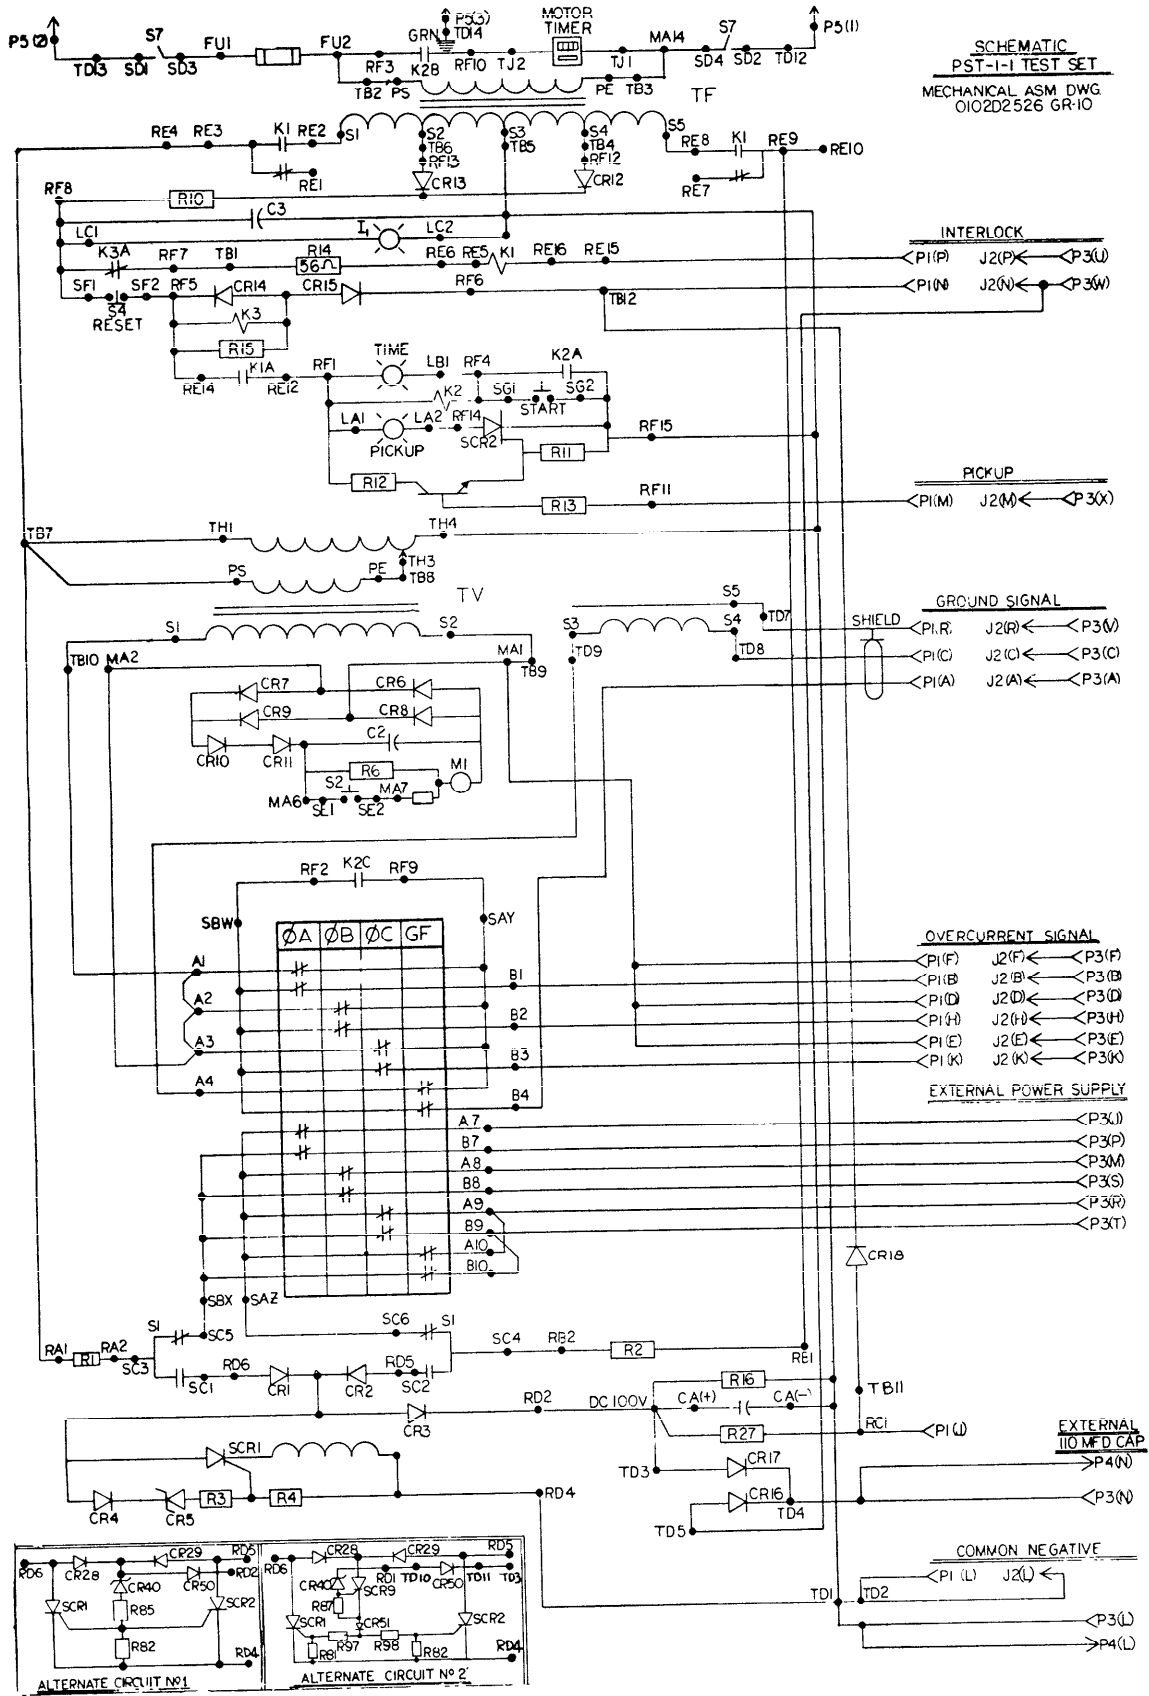 P5(3)
TD14
MOTOR
TIMER
P5(2)
P5(1)
S7
FU1
FU2
GRN
MA14
S7
TD13
SD1
SD3
RF3
K2B
RF10
TJ2
TJ1
SD4
SD2
TD12
SCHEMATIC
PST-1-1 TEST SET
MECHANICAL ASM DWG
0102D2526 GR-10
TB2
PS
PE
TB3
TF
RE4
RE3
K1
RE2
S1
S2
S3
S4
S5
RE8
K1
RE9
RE10
TB6
TB5
TB4
RF13
RF12
RE1
CR13
CR12
RE7
RF8
R10
C3
LC1
I1
LC2
K3A
RF7
TB1
R14
56Ω
RE6
RE5
K1
RE16
RE15
INTERLOCK
P1(P) J2(P) P3(U)
P1(N) J2(N) P3(W)
SF1
SF2
RF5
CR14
CR15
RF6
TB12
S4
RESET
K3
R15
RE14
K1A
RE12
RF1
TIME
LB1
RF4
K2A
K2
SG1
SG2
START
LA1
LA2
RF14
PICKUP
SCR2
RF15
R11
R12
R13
RF11
PICKUP
P1(M) J2(M) P3(X)
TB7
TH1
TH4
TH3
PS
PE
TB8
TV
S1
S2
S3
S5
S4
TD7
GROUND SIGNAL
SHIELD
P1(R) J2(R) P3(V)
P1(C) J2(C) P3(C)
P1(A) J2(A) P3(A)
TB10
MA2
MA1
TB9
TD9
TD8
CR7
CR6
CR9
CR8
CR10
CR11
C2
R6
M1
S2
MA7
MA6
SE1
SE2
RF2
K2C
RF9
SBW
SAY
ØA ØB ØC GF
A1
A2
A3
A4
B1
B2
B3
B4
OVERCURRENT SIGNAL
P1(F) J2(F) P3(F)
P1(B) J2(B) P3(B)
P1(D) J2(D) P3(D)
P1(H) J2(H) P3(H)
P1(E) J2(E) P3(E)
P1(K) J2(K) P3(K)
EXTERNAL POWER SUPPLY
A7
P3(J)
B7
P3(P)
A8
P3(M)
B8
P3(S)
A9
P3(R)
B9
P3(T)
A10
B10
CR18
SBX
SAZ
S1
SC5
SC6
S1
RA1
R1
RA2
SC3
SC4
RB2
R2
RB1
SC1
RD6
CR1
CR2
RD5
SC2
R16
TB11
CR3
RD2
DC 100V
CA(+)
CA(-)
R27
RC1
P1(J)
EXTERNAL
110 MFD CAP
P4(N)
P3(N)
SCR1
CR17
TD3
CR16
TD4
TD5
CR4
CR5
R3
R4
RD4
COMMON NEGATIVE
P1 (L) J2(L)
TD1
TD2
P3(L)
P4(L)
RD6
CR28
CR29
RD5
RD2
CR40
CR50
SCR1
R85
SCR2
R82
RD4
ALTERNATE CIRCUIT Nº1
RD6
CR28
CR29
RD5
RD1
TD10
TD11
TD3
CR40
SCR9
CR50
R87
CR51
SCR1
SCR2
R97
R98
R81
R82
RD4
ALTERNATE CIRCUIT Nº2